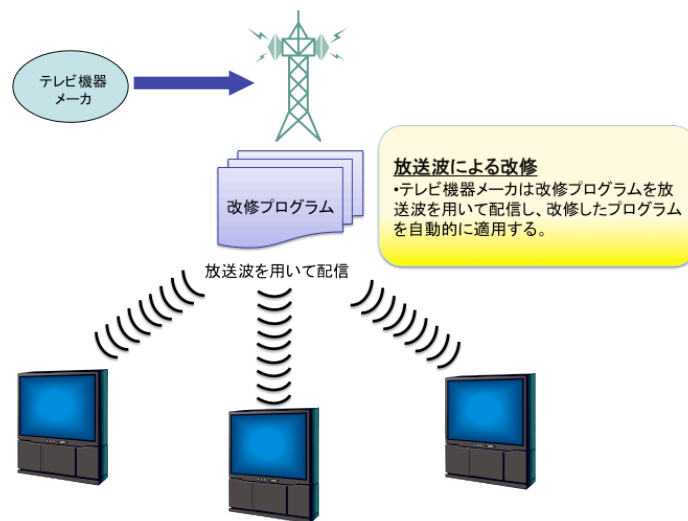 テレビ機器
メーカ
改修プログラム
放送波を用いて配信
放送波による改修
•テレビ機器メーカは改修プログラムを放
送波を用いて配信し、改修したプログラム
を自動的に適用する。